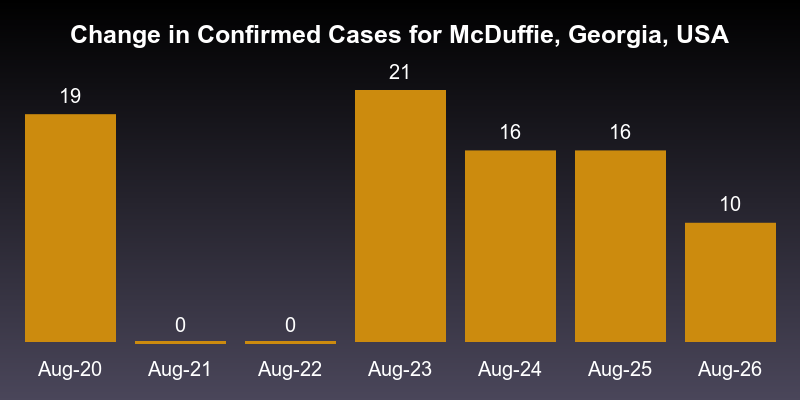 Change in Confirmed Cases for McDuffie, Georgia, USA
21
19
16 16
10
0 0
Aug-20 Aug-21 Aug-22 Aug-23 Aug-24 Aug-25 Aug-26